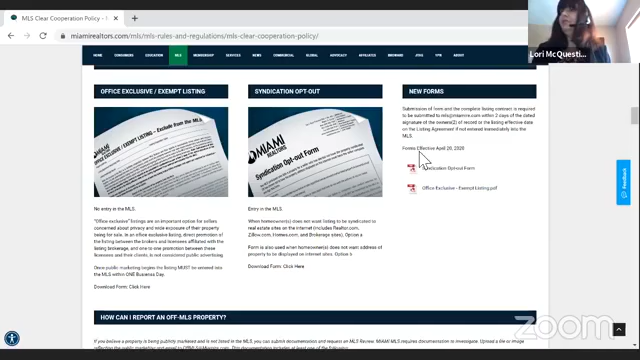 MLS Clear Cooperation Policy -
miamirealtors.com/mls/mls-rules-and-regulations/mls-clear-cooperation-policy/
Lori McQuesti...
HOME CONSUMERS EDUCATION MLS MEMBERSHIP SERVICES NEWS COMMERCIAL GLOBAL ADVOCACY AFFILIATES BROWARD JTHS YPN ABOUT
OFFICE EXCLUSIVE / EXEMPT LISTING
OFFICE EXCLUSIVE / EXEMPT LISTING – Exclude from the MLS
MIAMI
No entry in the MLS.
"Office exclusive" listings are an important option for sellers
concerned about privacy and wide exposure of their property
being for sale. In an office exclusive listing, direct promotion of
the listing between the brokers and licensees affiliated with the
listing brokerage, and one to one promotion between these
licensees and their clients, is not considered public advertising
Once public marketing begins the listing MUST be entered into
the MLS within ONE Business Day.
Download Form: Click Here
SYNDICATION OPT-OUT
MIAMI
REALTORS
Syndication Opt-out Form
Entry in the MLS.
When homeowner(s) does not want listing to be syndicated to
real estate sites on the internet (includes Realtor.com,
Zillow.com, Homes.com, and Brokerage sites), Option a.
Form is also used when homeowner(s) does not want address of
property to be displayed on internet sites. Option b.
Download Form: Click Here
NEW FORMS
Submission of form and the complete listing contract is required
to be submitted to mls@miamire.com within 3 days of the dated
signature of the owner(s) of record or the listing effective date
on the Listing Agreement if not entered immediately into the
MLS.
Forms Effective April 20, 2020
Syndication Opt-out Form
Office Exclusive - Exempt Listing.pdf
Feedback
HOW CAN I REPORT AN OFF-MLS PROPERTY?
If you believe a property is being publicly marketed and is not listed in the MLS, you can submit documentation and request an MLS Review. MIAMI MLS requires documentation to investigate. Upload a file or image
zoom